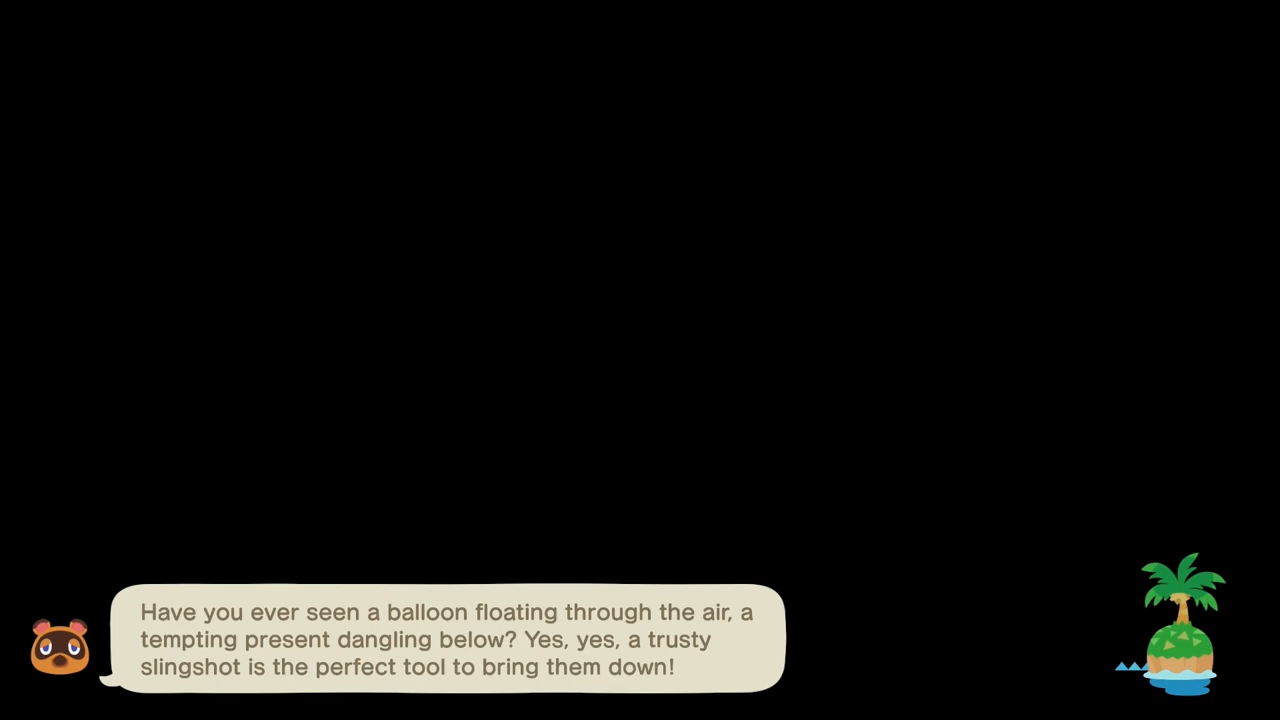 Have you ever seen a balloon floating through the air, a
tempting present dangling below? Yes, yes, a trusty
slingshot is the perfect tool to bring them down!